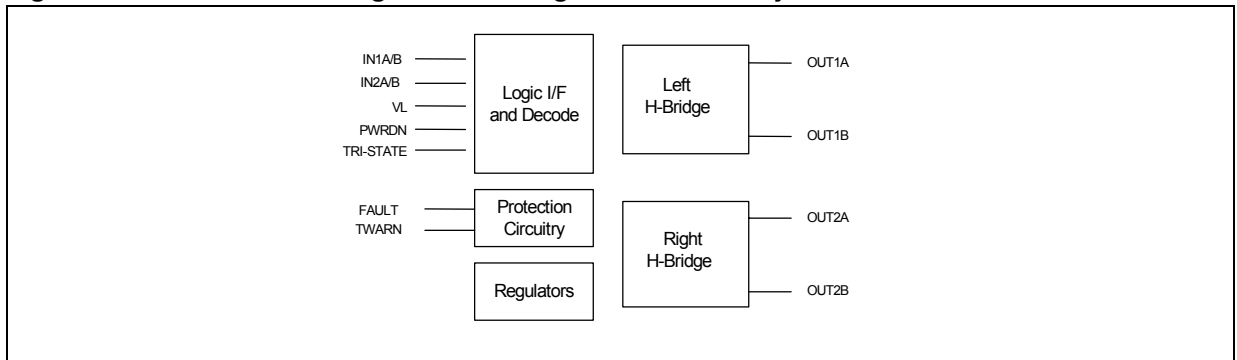 IN1A/B
IN2A/B
VL
PWRDN
TRI-STATE
Logic I/F
and Decode
FAULT
TWARN
Protection
Circuitry
Regulators
Left
H-Bridge
OUT1A
OUT1B
Right
H-Bridge
OUT2A
OUT2B